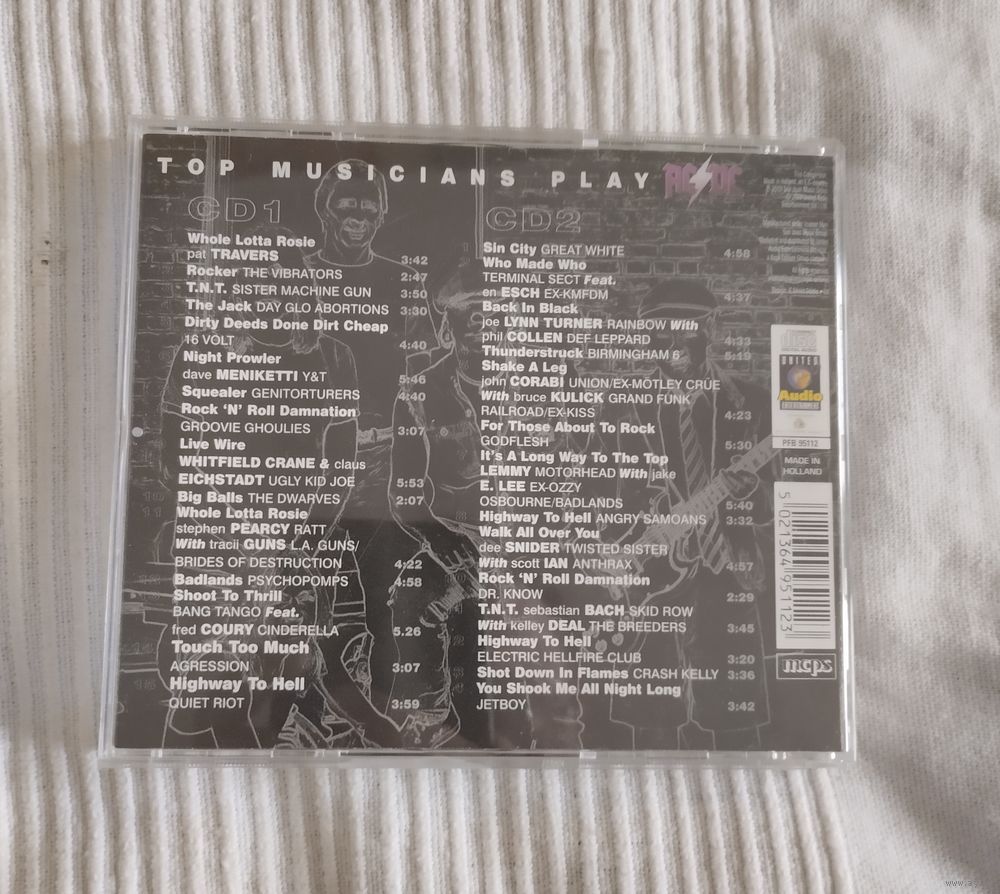 TOP MUSICIANS PLAY AC/DC
CD1
Whole Lotta Rosie
pat TRAVERS 3:42
Rocker THE VIBRATORS 2:47
T.N.T. SISTER MACHINE GUN 3:50
The Jack DAY GLO ABORTIONS 3:30
Dirty Deeds Done Dirt Cheap
16 VOLT 4:40
Night Prowler
dave MENIKETTI Y&T 5:46
Squealer GENITORTURERS 4:40
Rock 'N' Roll Damnation
GROOVIE GHOULIES 3:07
Live Wire
WHITFIELD CRANE & claus
EICHSTADT UGLY KID JOE 5:53
Big Balls THE DWARVES 2:07
Whole Lotta Rosie
stephen PEARCY RATT
With tracii GUNS L.A. GUNS/
BRIDES OF DESTRUCTION 4:22
Badlands PSYCHOPOMPS 4:58
Shoot To Thrill
BANG TANGO Feat.
fred COURY CINDERELLA 5.26
Touch Too Much
AGRESSION 3:07
Highway To Hell
QUIET RIOT 3:59
CD2
Sin City GREAT WHITE 4:58
Who Made Who
TERMINAL SECT Feat.
en ESCH EX-KMFDM 4:37
Back In Black
joe LYNN TURNER RAINBOW With
phil COLLEN DEF LEPPARD 4:33
Thunderstruck BIRMINGHAM 6 5:19
Shake A Leg
john CORABI UNION/EX-MÖTLEY CRÜE
With bruce KULICK GRAND FUNK
RAILROAD/EX-KISS 4:23
For Those About To Rock
GODFLESH 5:30
It's A Long Way To The Top
LEMMY MOTORHEAD With jake
E. LEE EX-OZZY
OSBOURNE/BADLANDS 5:40
Highway To Hell ANGRY SAMOANS 3:32
Walk All Over You
dee SNIDER TWISTED SISTER
With scott IAN ANTHRAX 4:57
Rock 'N' Roll Damnation
DR. KNOW 2:29
T.N.T. sebastian BACH SKID ROW
With kelley DEAL THE BREEDERS 3:45
Highway To Hell
ELECTRIC HELLFIRE CLUB 3:20
Shot Down In Flames CRASH KELLY 3:36
You Shook Me All Night Long
JETBOY 3:42
UNITED
Audio
ENTERTAINMENT
PFB 95112
MADE IN
HOLLAND
5 021364 951123
mcps